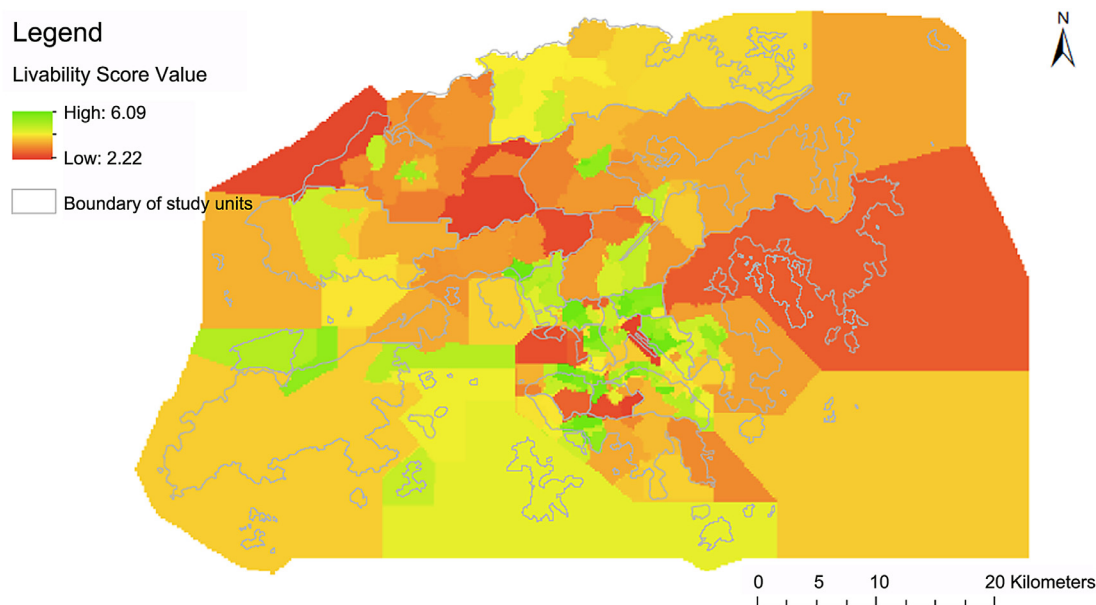 Legend
Livability Score Value
High: 6.09
Low: 2.22
Boundary of study units
N
0 5 10 20 Kilometers